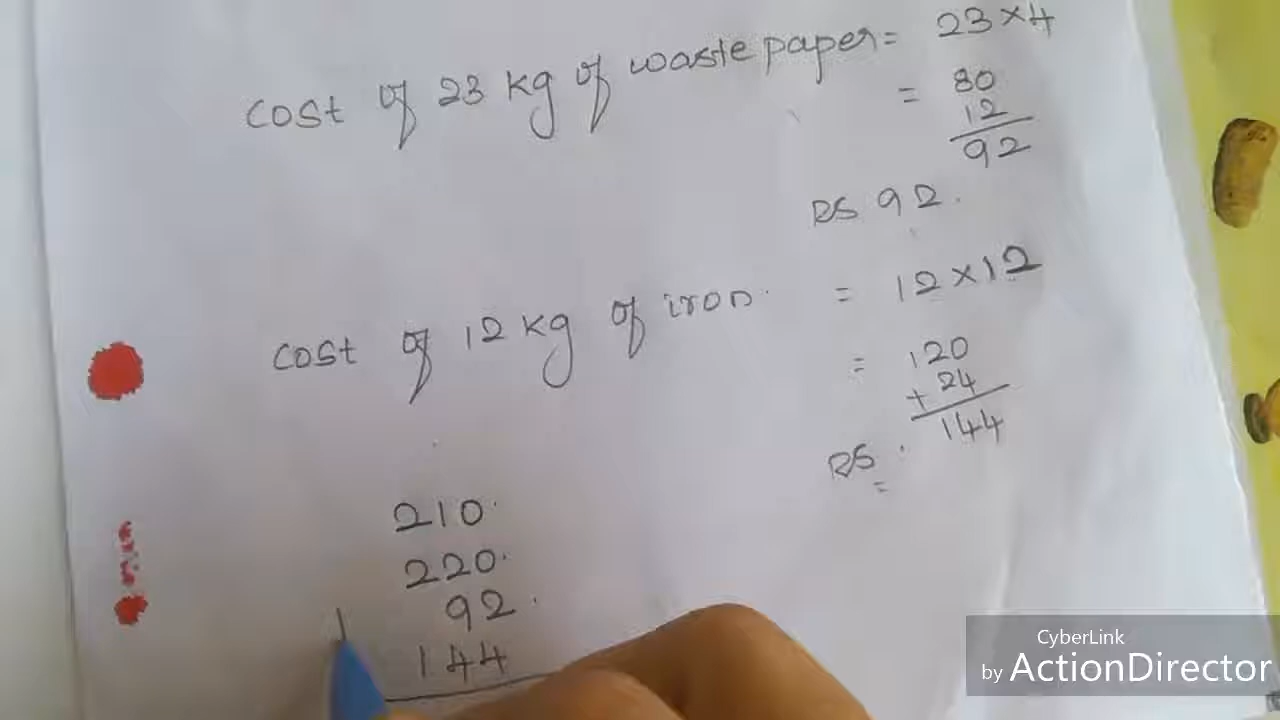 cost of 23 kg of waste paper = 23 × 4
= 80
12
92
RS 92.
cost of 12 kg of iron. = 12 × 12
= 120
+ 24
144
RS.
=
210.
220.
92.
144
CyberLink
by ActionDirector